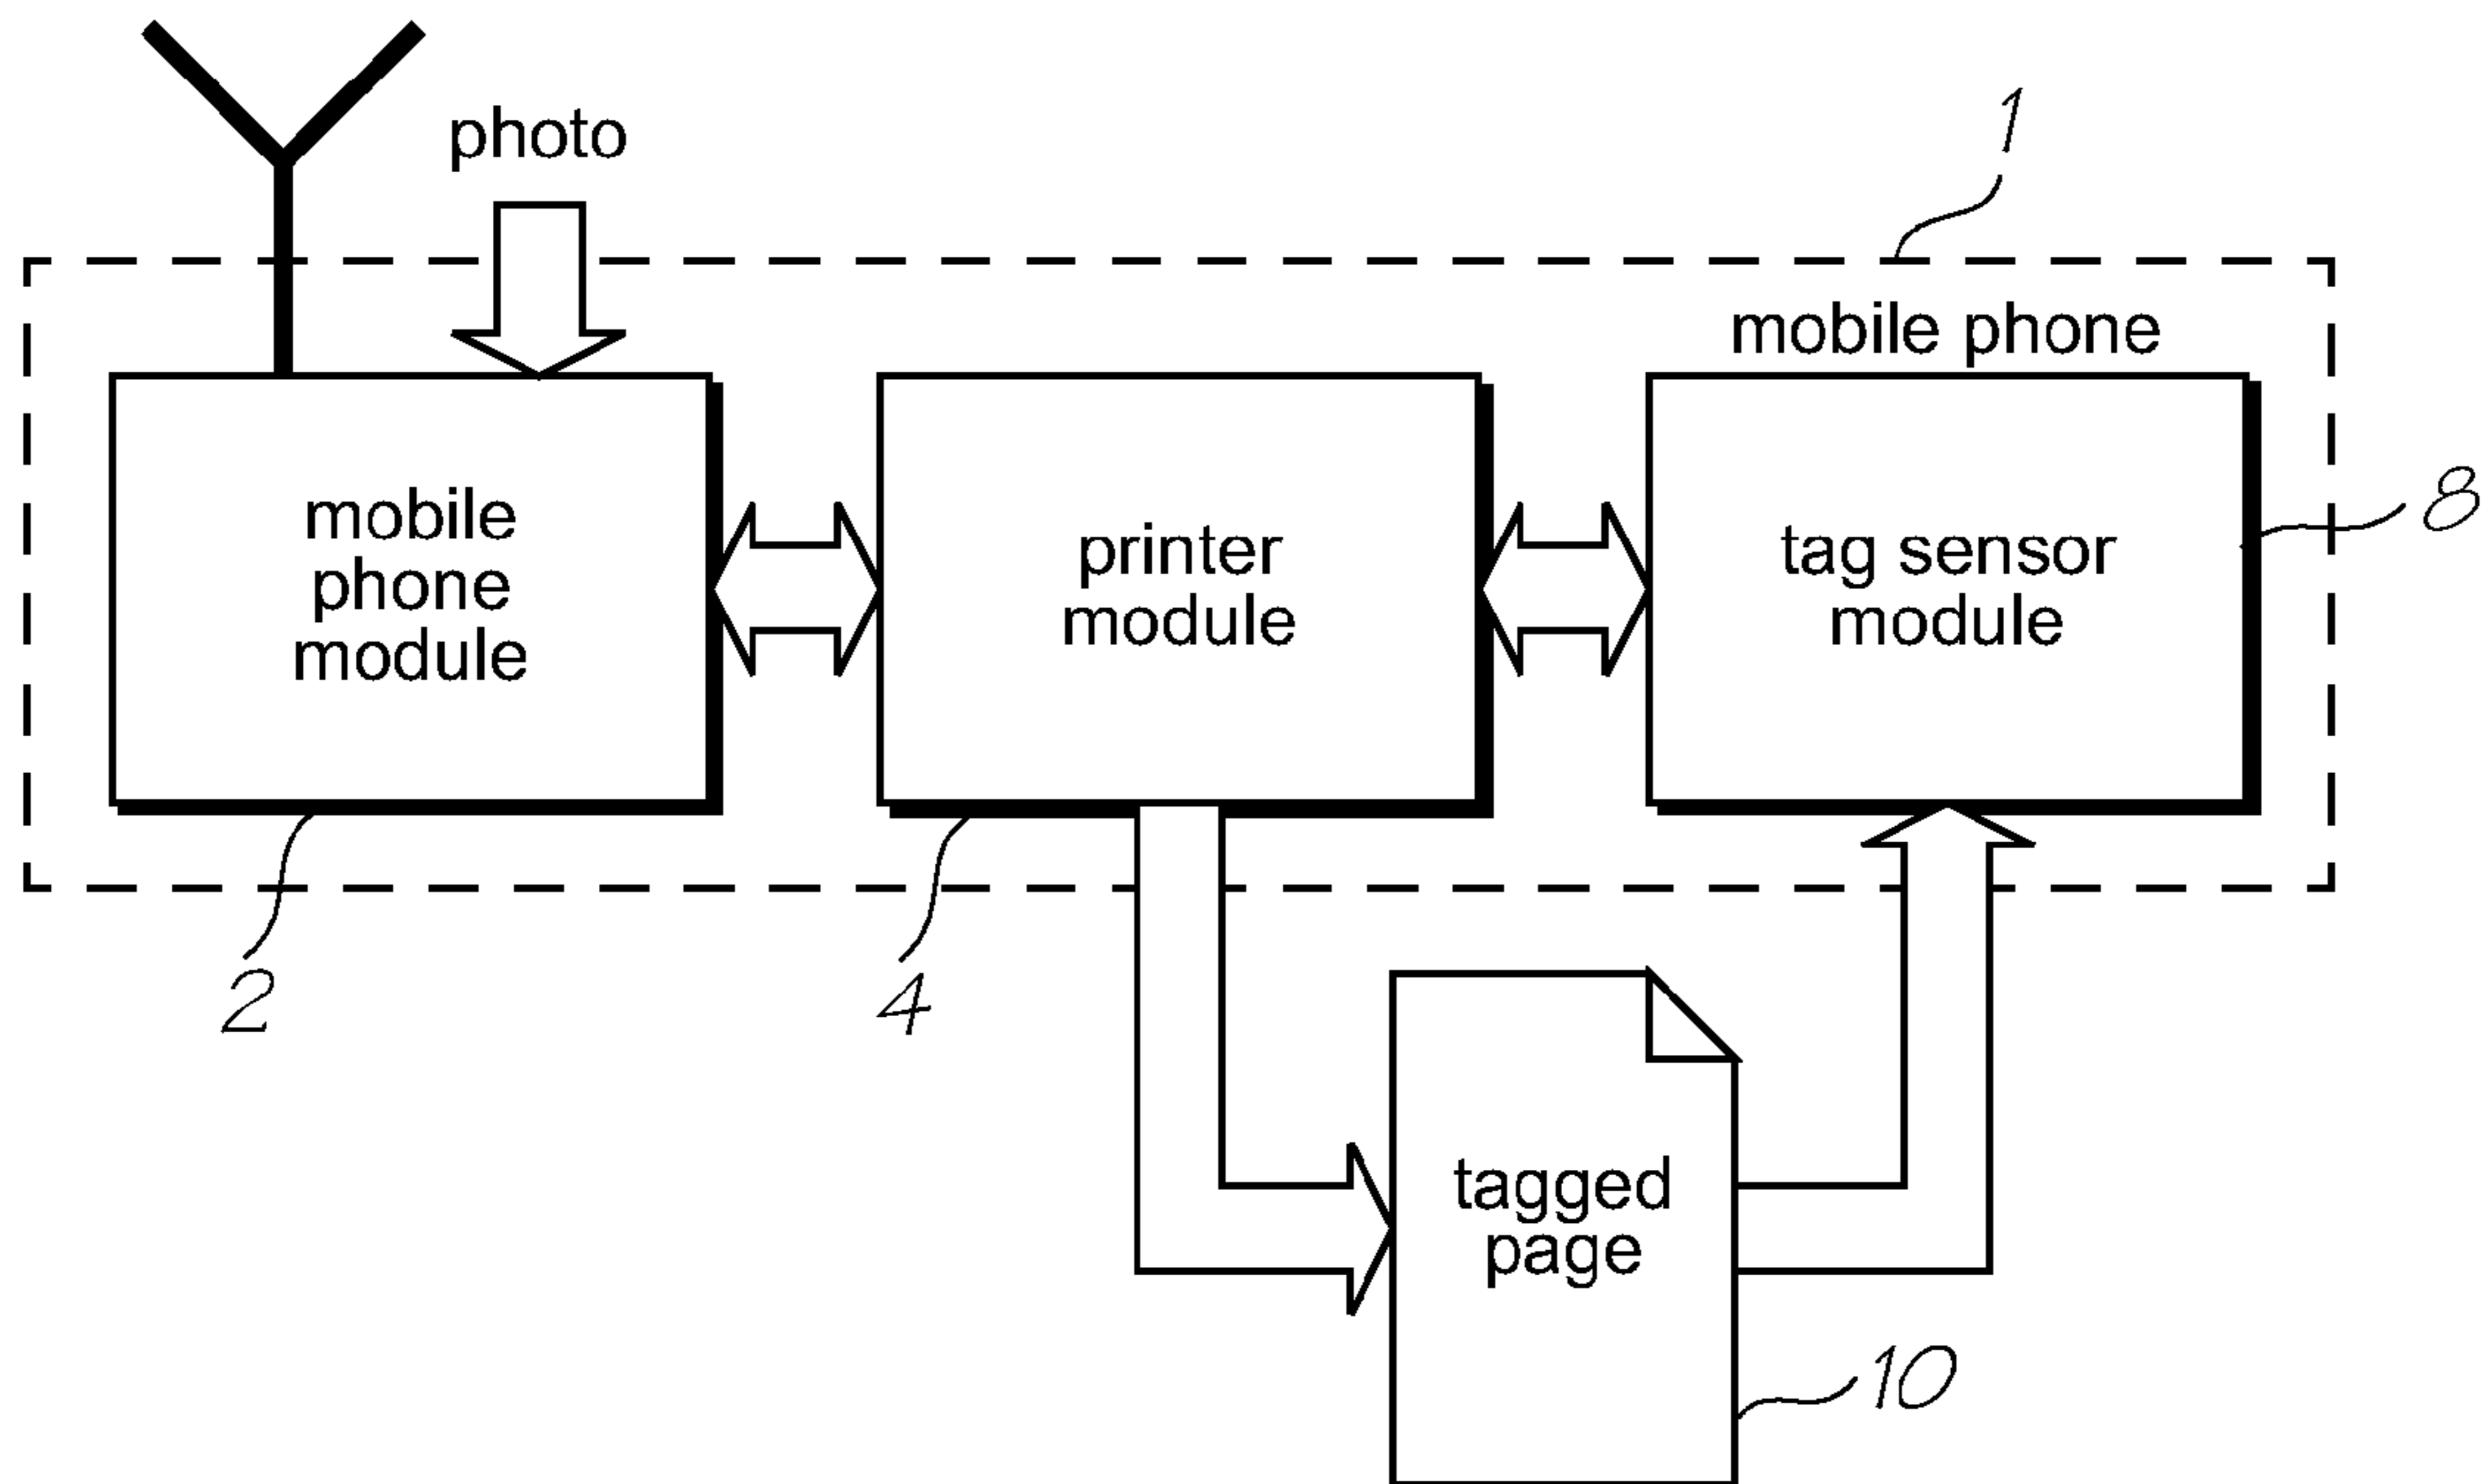 photo
1
mobile phone
mobile
phone
module
printer
module
tag sensor
module
8
2
4
tagged
page
10